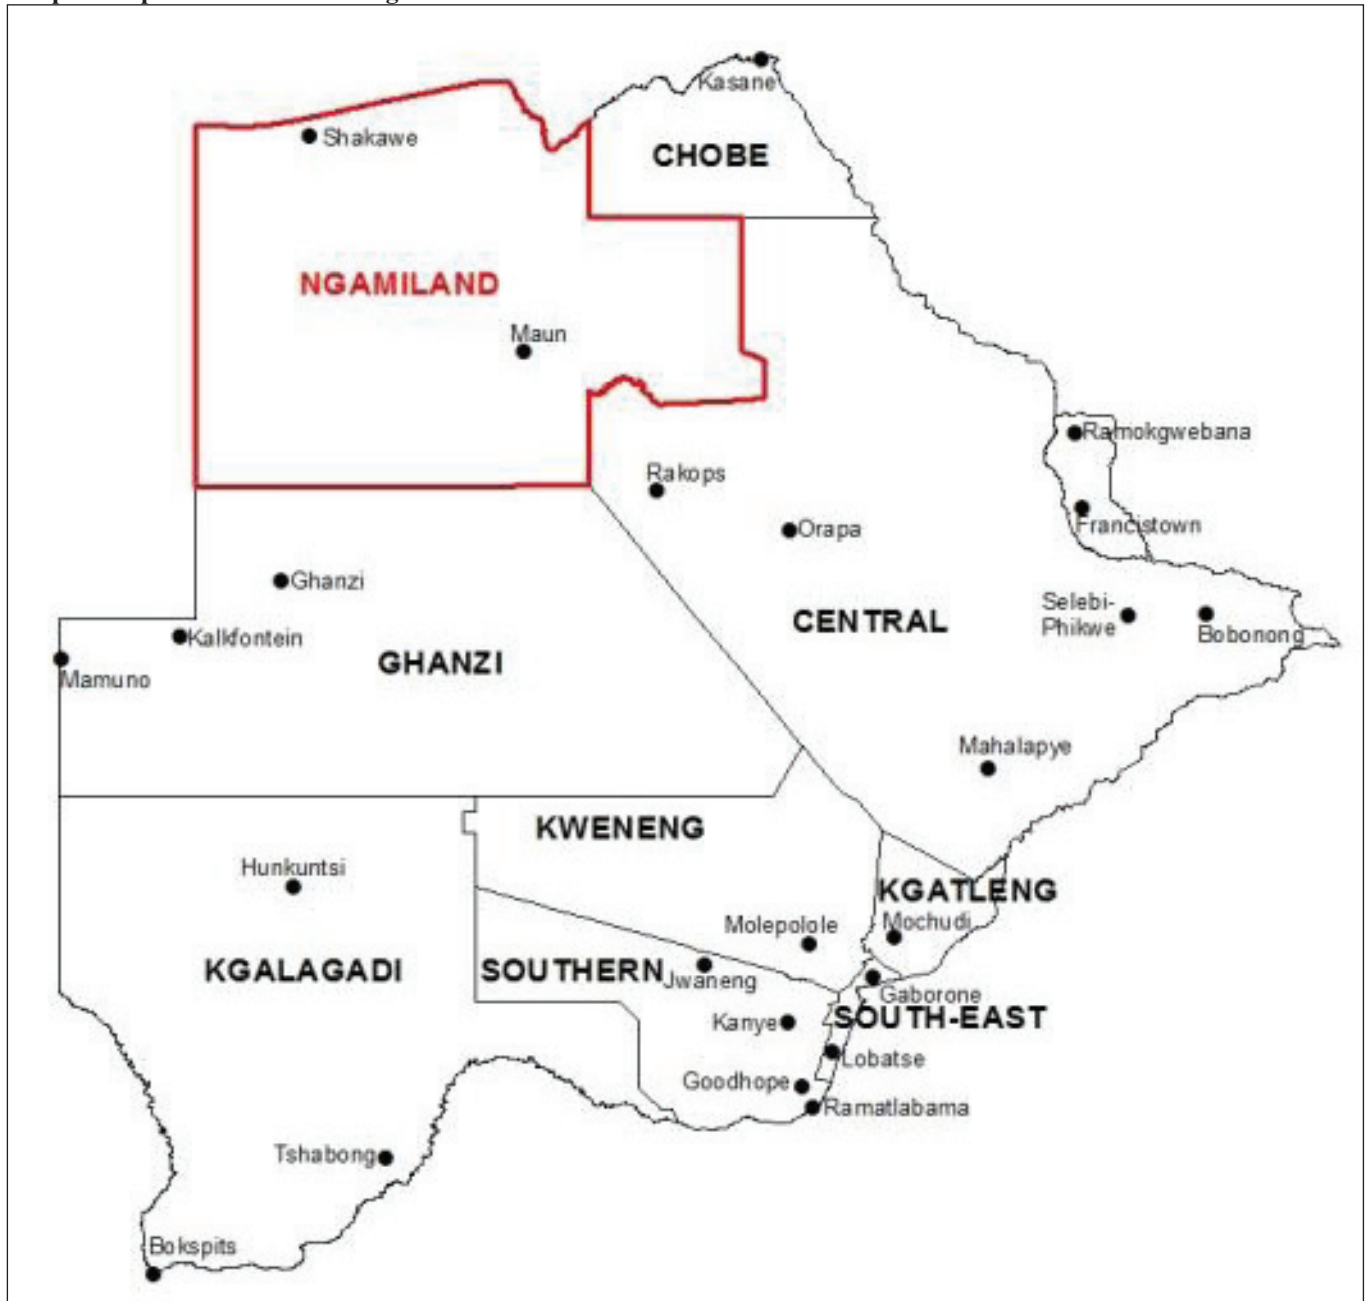 Kasane
Shakawe
CHOBE
NGAMILAND
Maun
Ramokgwebana
Rakops
Francistown
Orapa
Ghanzi
Selebi-
Phikwe
CENTRAL
Bobonong
Kalkfontein
GHANZI
Mamuno
Mahalapye
KWENENG
Hunkuntsi
KGATLENG
Mochudi
Molepolole
KGALAGADI
SOUTHERN
Jwaneng
Gaborone
SOUTH-EAST
Kanye
Lobatse
Goodhope
Ramatlabama
Tshabong
Bokspits